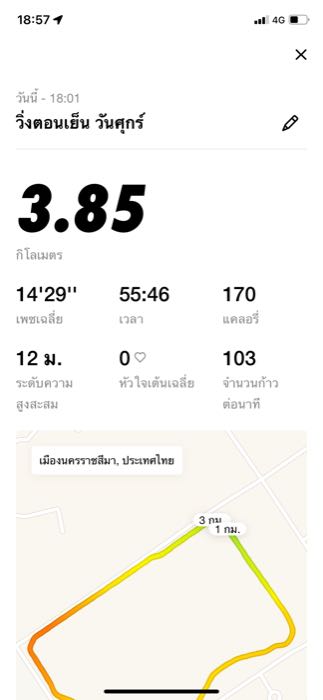 18:57
4G
วันนี้ - 18:01
วิ่งตอนเย็น วันศุกร์
3.85
กิโลเมตร
14'29'' 55:46 170
เพซเฉลี่ย เวลา แคลอรี่
12 ม. 0 103
ระดับความสูงสะสม หัวใจเต้นเฉลี่ย จำนวนก้าวต่อนาที
เมืองนครราชสีมา, ประเทศไทย
3 กม.
1 กม.